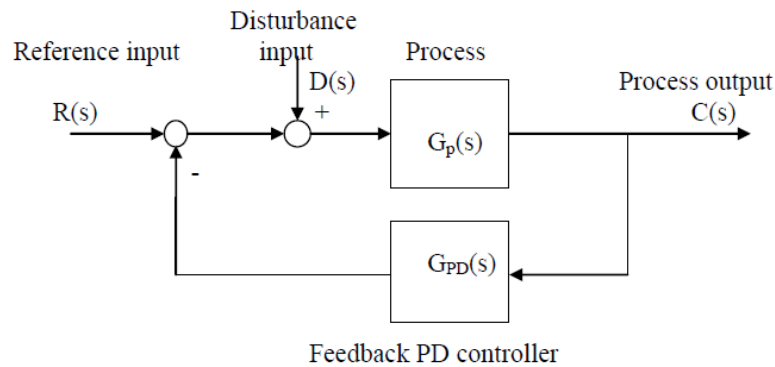 Disturbance
Reference input
input
Process
Process output
D(s)
R(s)
+
C(s)
Gp(s)
-
GPD(s)
Feedback PD controller